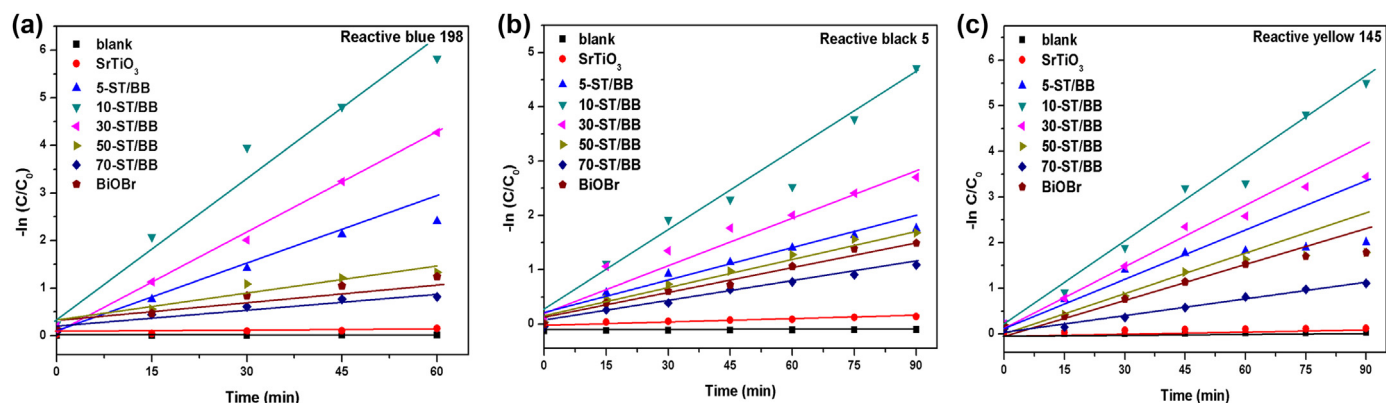 (a)
Reactive blue 198
blank
SrTiO₃
5-ST/BB
10-ST/BB
30-ST/BB
50-ST/BB
70-ST/BB
BiOBr
-ln (C/C₀)
6
5
4
3
2
1
0
0 15 30 45 60
Time (min)
(b)
Reactive black 5
blank
SrTiO₃
5-ST/BB
10-ST/BB
30-ST/BB
50-ST/BB
70-ST/BB
BiOBr
-ln (C/C₀)
5
4
3
2
1
0
0 15 30 45 60 75 90
Time (min)
(c)
Reactive yellow 145
blank
SrTiO₃
5-ST/BB
10-ST/BB
30-ST/BB
50-ST/BB
70-ST/BB
BiOBr
-ln C/C₀)
6
5
4
3
2
1
0
0 15 30 45 60 75 90
Time (min)